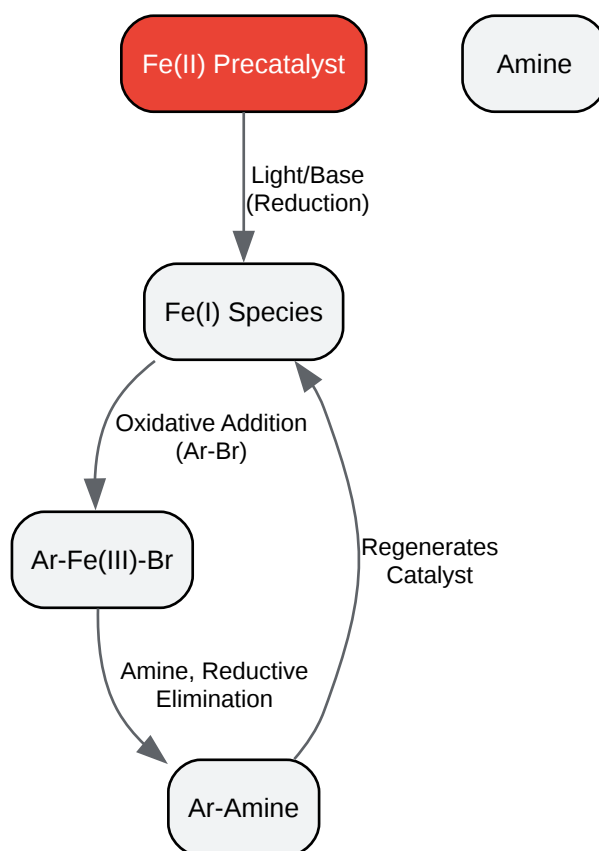 Fe(II) Precatalyst
Amine
Light/Base
(Reduction)
Fe(I) Species
Oxidative Addition
(Ar-Br)
Ar-Fe(III)-Br
Regenerates
Catalyst
Amine, Reductive
Elimination
Ar-Amine